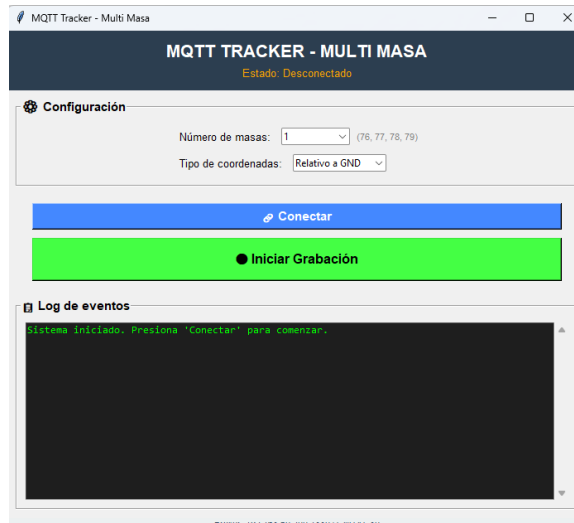 MQTT Tracker - Multi Masa
MQTT TRACKER - MULTI MASA
Estado: Desconectado
Configuración
Número de masas: 1 (76, 77, 78, 79)
Tipo de coordenadas: Relativo a GND
Conectar
Iniciar Grabación
Log de eventos
Sistema iniciado. Presiona 'Conectar' para comenzar.